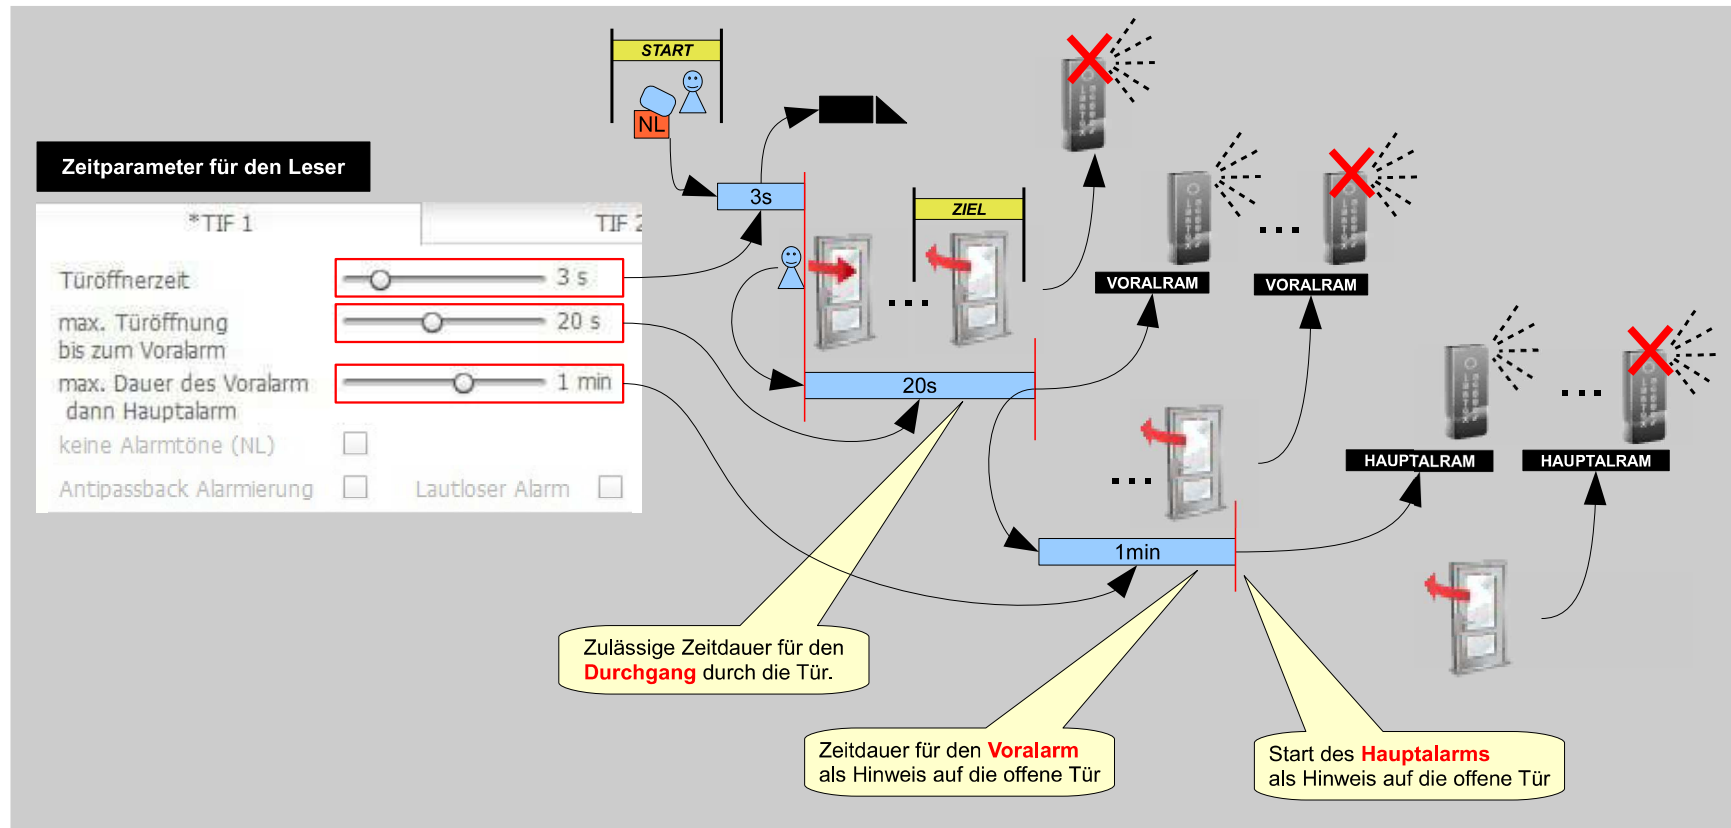 START
NL
Zeitparameter für den Leser
*TIF 1
TIF 2
Türöffnerzeit
3 s
max. Türöffnung
bis zum Voralarm
20 s
max. Dauer des Voralarm
dann Hauptalarm
1 min
keine Alarmtöne (NL)
Antipassback Alarmierung
Lautloser Alarm
3s
ZIEL
20s
1min
VORALRAM
VORALRAM
HAUPTALRAM
HAUPTALRAM
Zulässige Zeitdauer für den
Durchgang durch die Tür.
Zeitdauer für den Voralarm
als Hinweis auf die offene Tür
Start des Hauptalarms
als Hinweis auf die offene Tür